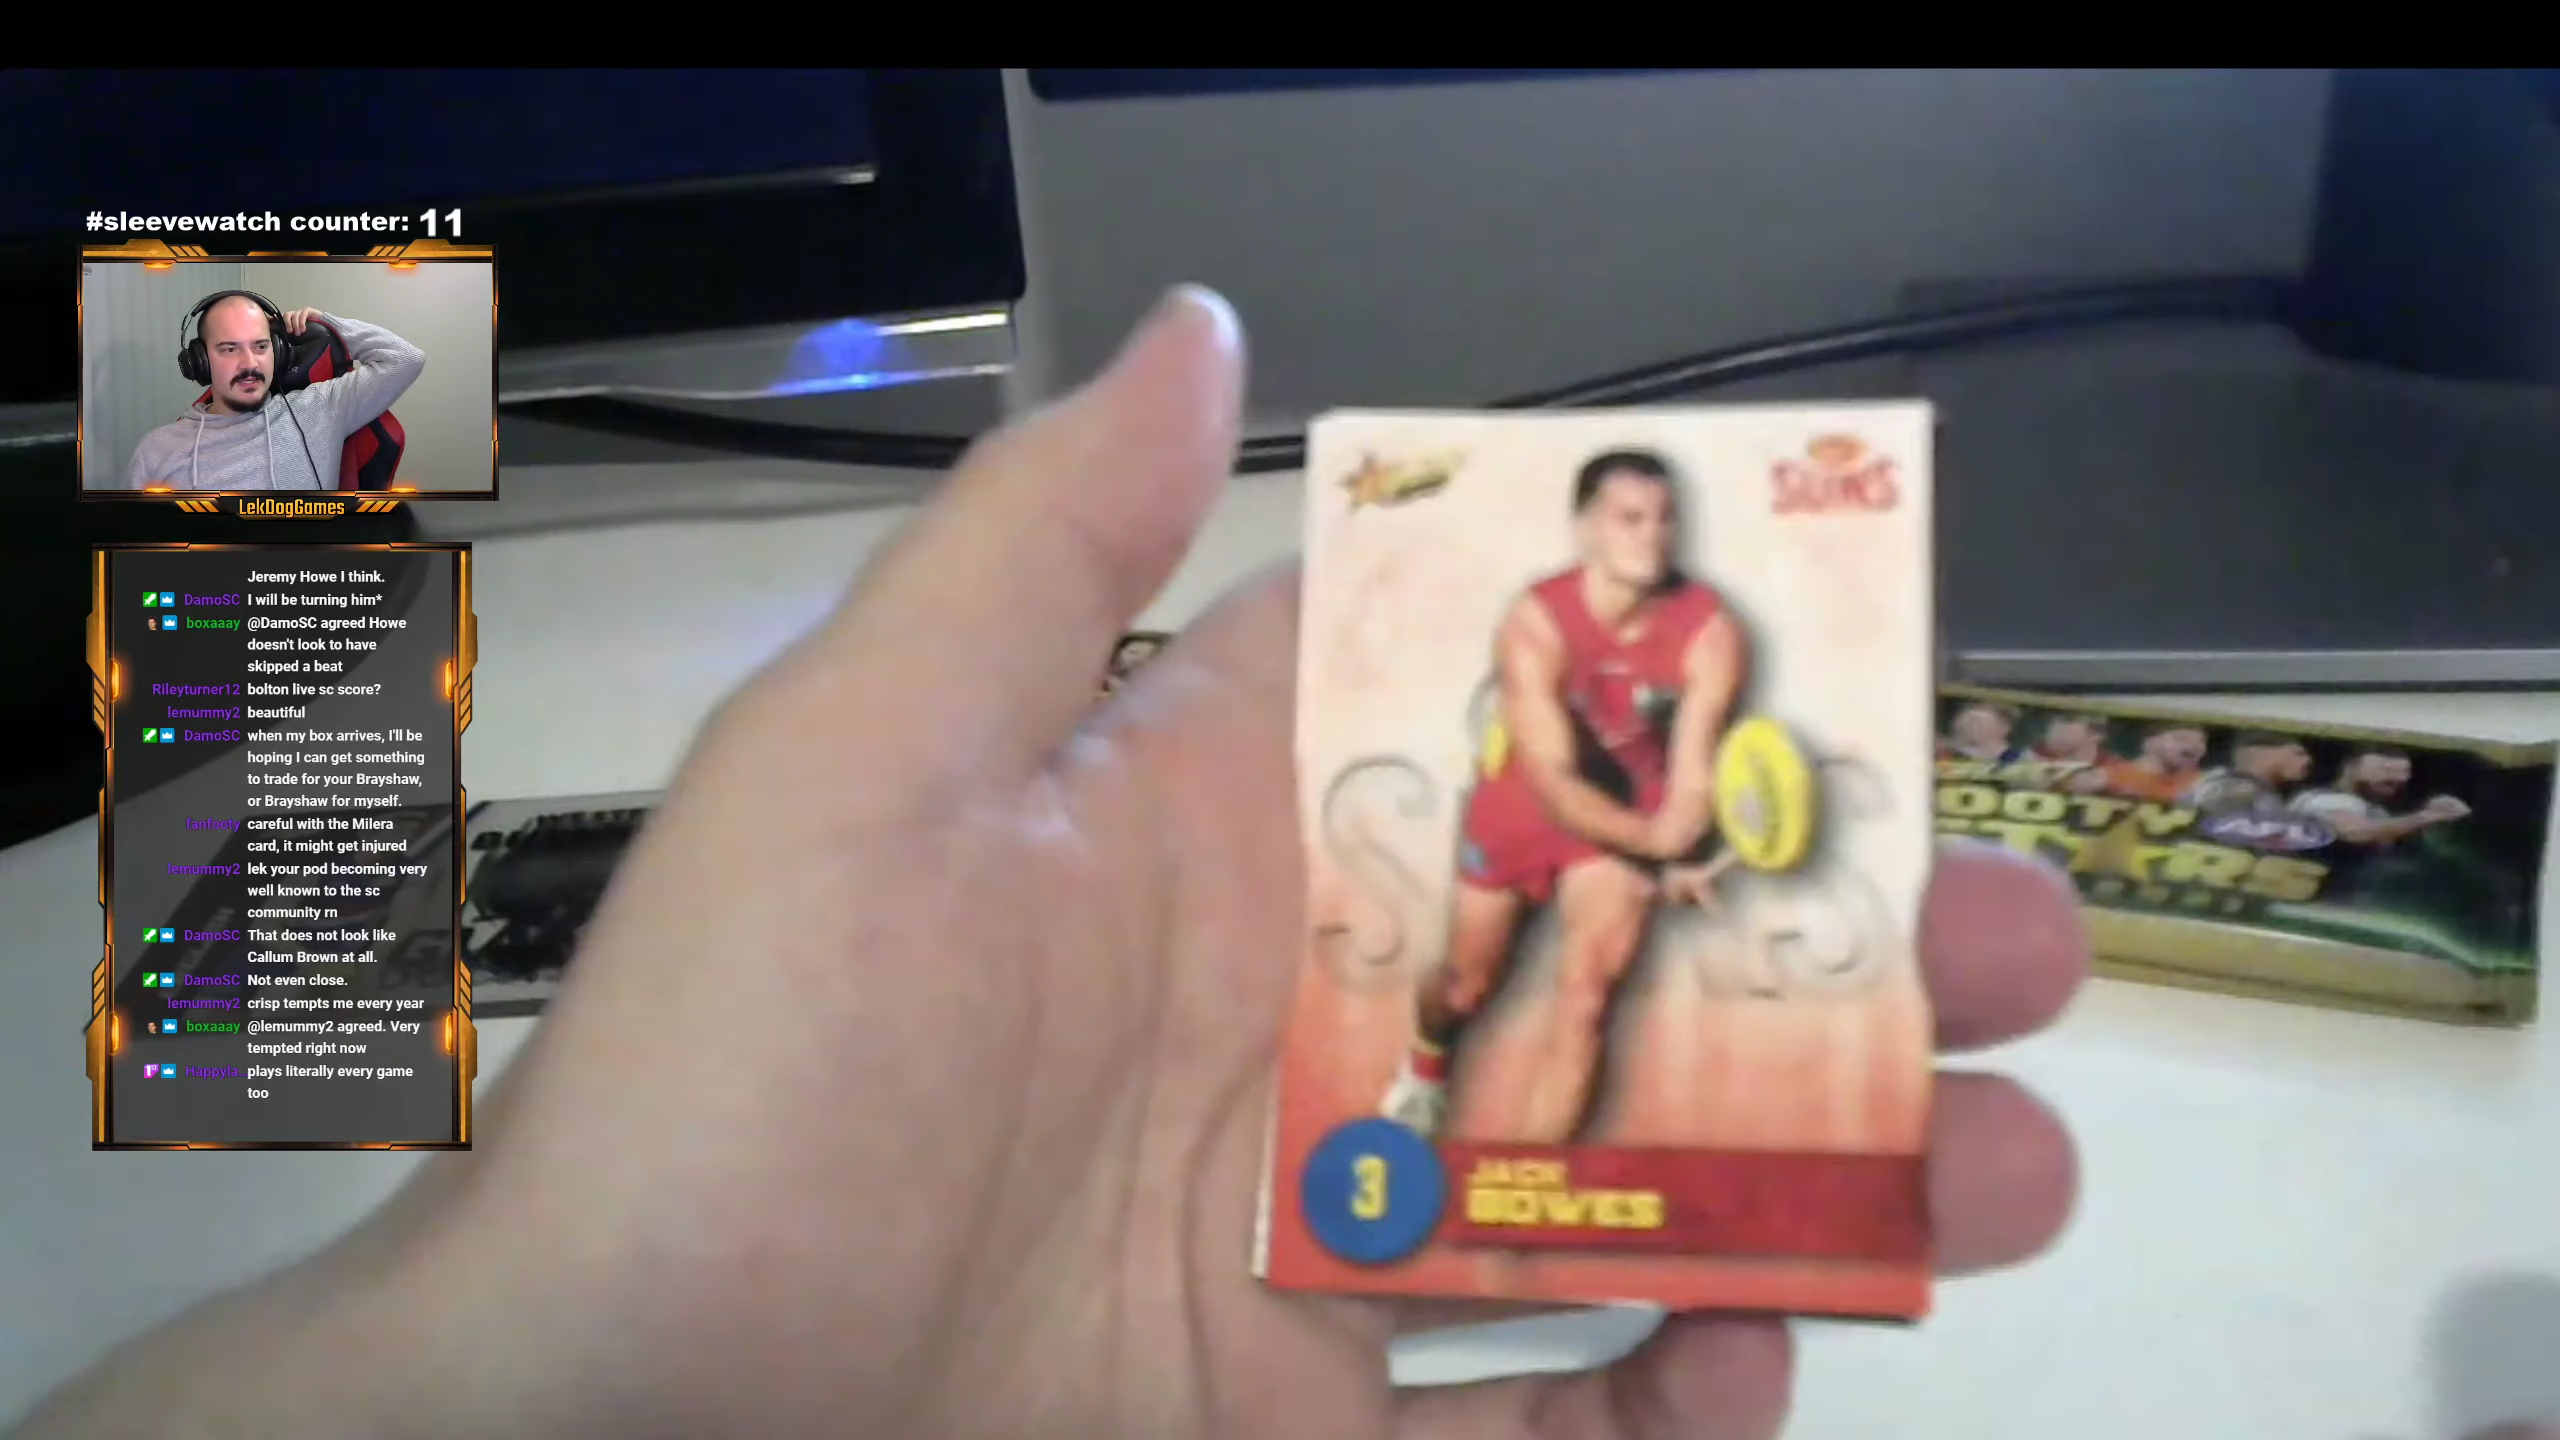 #sleevewatch counter: 11
LekDogGames
Jeremy Howe I think.
DamoSC I will be turning him*
boxaaay @DamoSC agreed Howe
doesn't look to have
skipped a beat
Rileyturner12 bolton live sc score?
lemummy2 beautiful
DamoSC when my box arrives, I'll be
hoping I can get something
to trade for your Brayshaw,
or Brayshaw for myself.
fanfooty careful with the Milera
card, it might get injured
lemummy2 lek your pod becoming very
well known to the sc
community rn
DamoSC That does not look like
Callum Brown at all.
DamoSC Not even close.
lemummy2 crisp tempts me every year
boxaaay @lemummy2 agreed. Very
tempted right now
Happyla... plays literally every game
too
SUNS
3
JACK
BOWES
OOTY
AFL